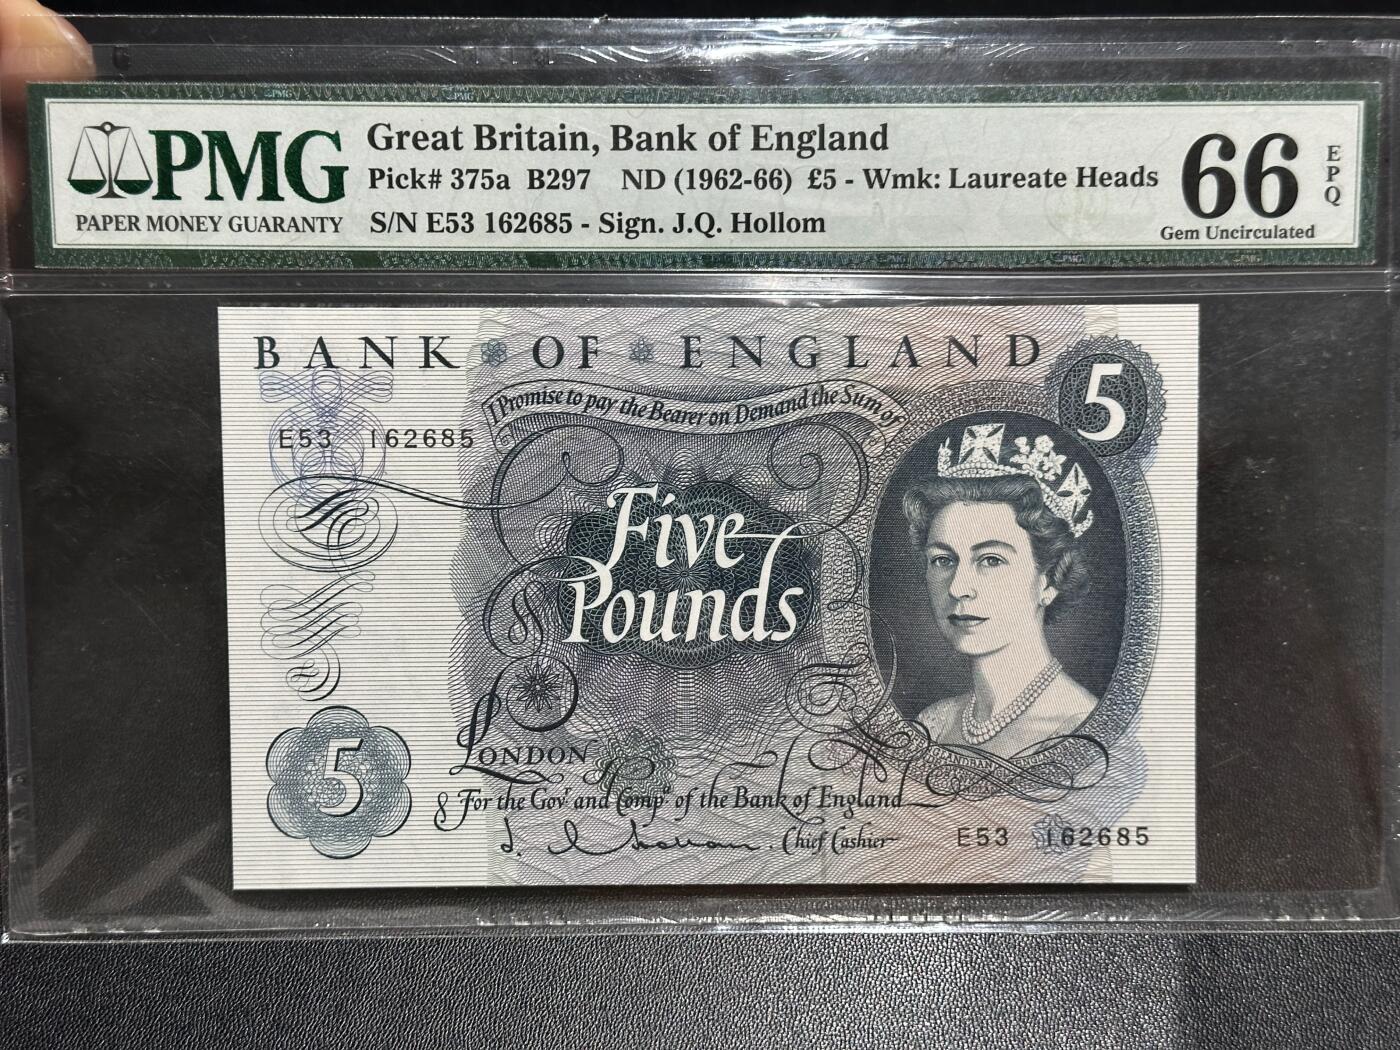 PMG
PAPER MONEY GUARANTY
Great Britain, Bank of England
Pick# 375a B297 ND (1962-66) £5 - Wmk: Laureate Heads
S/N E53 162685 - Sign. J.Q. Hollom
66
EPQ
Gem Uncirculated
BANK OF ENGLAND
5
I Promise to pay the Bearer on Demand the Sum of
E53 162685
Five
Pounds
LONDON
5
For the Govr and Compa of the Bank of England
Chief Cashier
E53 162685